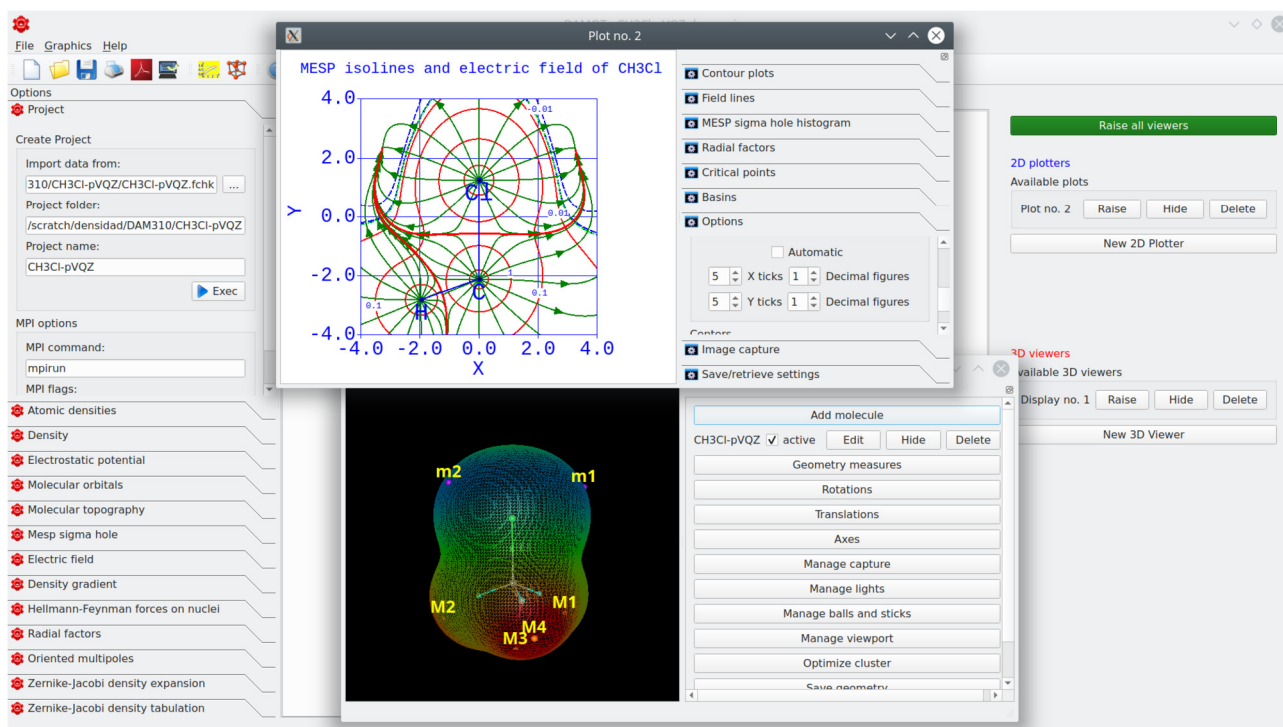 File Graphics Help
Options
Project
Create Project
Import data from:
310/CH3Cl-pVQZ/CH3Cl-pVQZ.fchk ...
Project folder:
/scratch/densidad/DAM310/CH3Cl-pVQZ
Project name:
CH3Cl-pVQZ
Exec
MPI options
MPI command:
mpirun
MPI flags:
Atomic densities
Density
Electrostatic potential
Molecular orbitals
Molecular topography
Mesp sigma hole
Electric field
Density gradient
Hellmann-Feynman forces on nuclei
Radial factors
Oriented multipoles
Zernike-Jacobi density expansion
Zernike-Jacobi density tabulation
Plot no. 2
MESP isolines and electric field of CH3Cl
4.0
2.0
0.0
-2.0
-4.0
Y
-4.0 -2.0 0.0 2.0 4.0
X
-0.01
0.01
1
0.1
0.1
Cl
C
H
Contour plots
Field lines
MESP sigma hole histogram
Radial factors
Critical points
Basins
Options
Automatic
5 X ticks 1 Decimal figures
5 Y ticks 1 Decimal figures
Centers
Image capture
Save/retrieve settings
m2
m1
M2
M1
M4
M3
Add molecule
CH3Cl-pVQZ active Edit Hide Delete
Geometry measures
Rotations
Translations
Axes
Manage capture
Manage lights
Manage balls and sticks
Manage viewport
Optimize cluster
Save geometry
Raise all viewers
2D plotters
Available plots
Plot no. 2 Raise Hide Delete
New 2D Plotter
3D viewers
Available 3D viewers
Display no. 1 Raise Hide Delete
New 3D Viewer